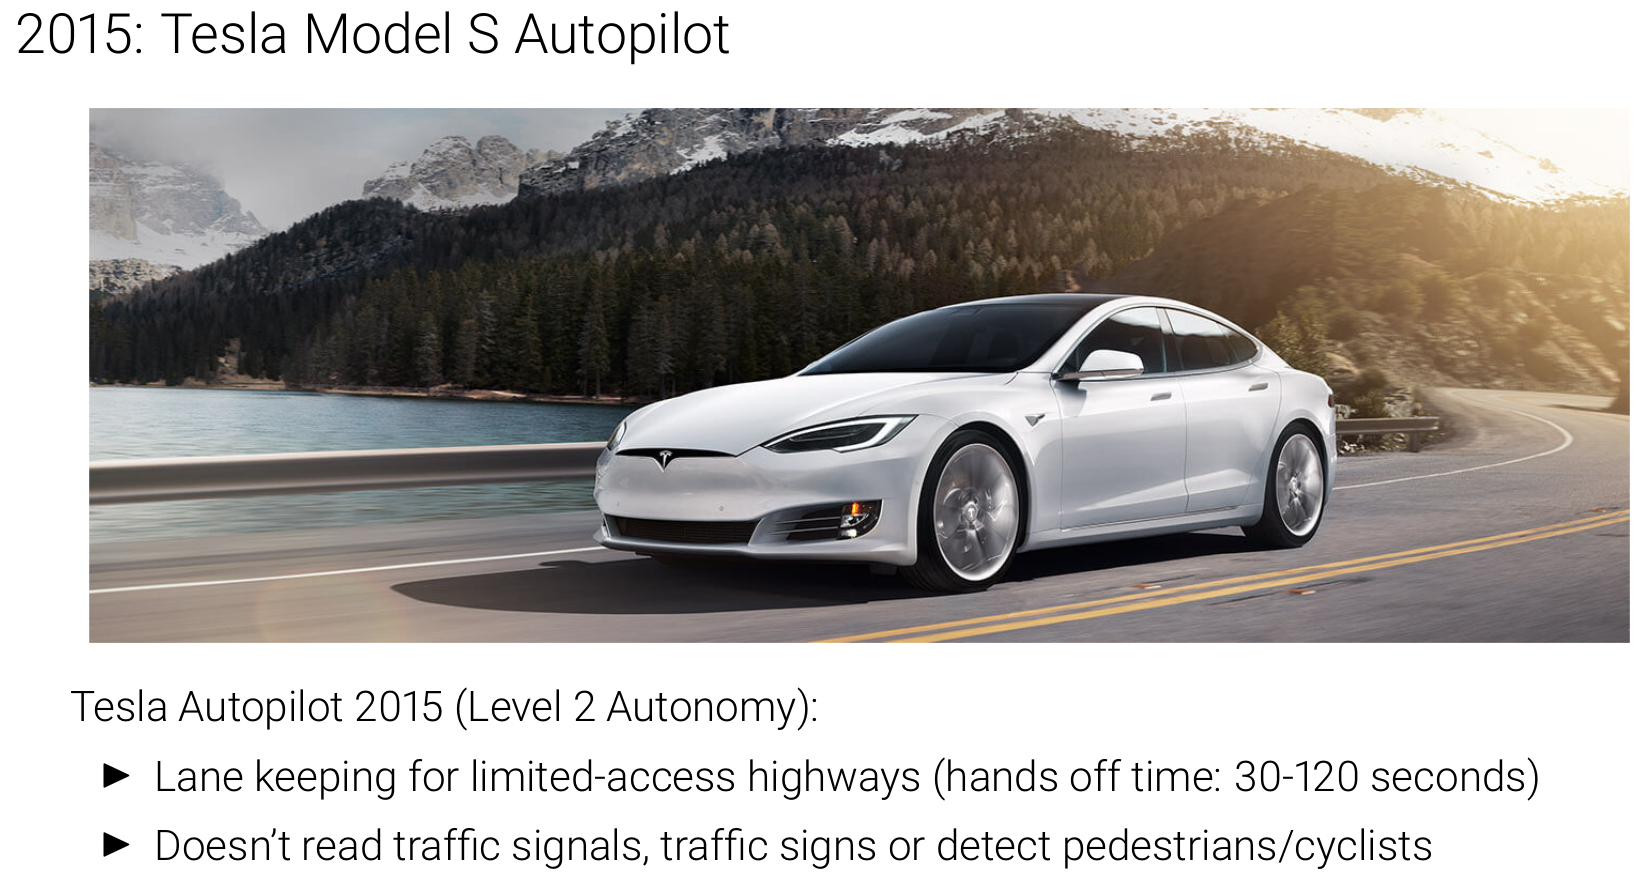 2015: Tesla Model S Autopilot
Tesla Autopilot 2015 (Level 2 Autonomy):
► Lane keeping for limited-access highways (hands off time: 30-120 seconds)
► Doesn’t read traffic signals, traffic signs or detect pedestrians/cyclists